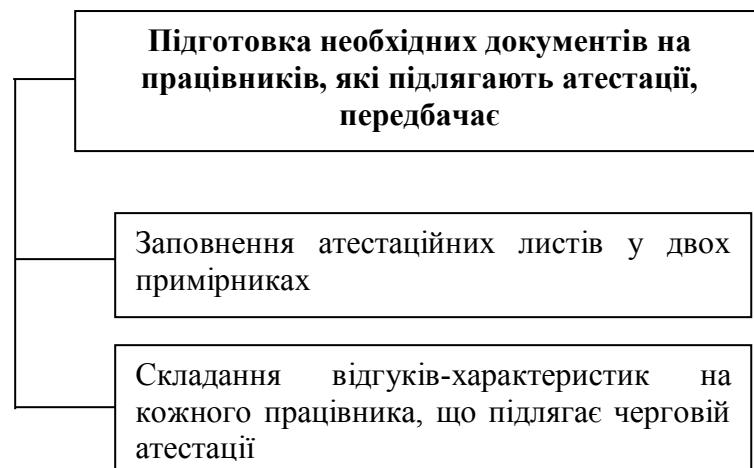 Підготовка необхідних документів на
працівників, які підлягають атестації,
передбачає
Заповнення атестаційних листів у двох
примірниках
Складання відгуків-характеристик на
кожного працівника, що підлягає черговій
атестації